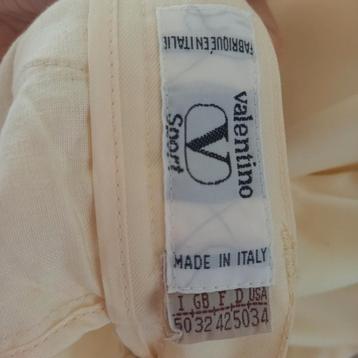 FABRIQUÉ EN ITALIE
valentino
V
Sport
MADE IN ITALY
I GB F D USA
50 32 42 50 34